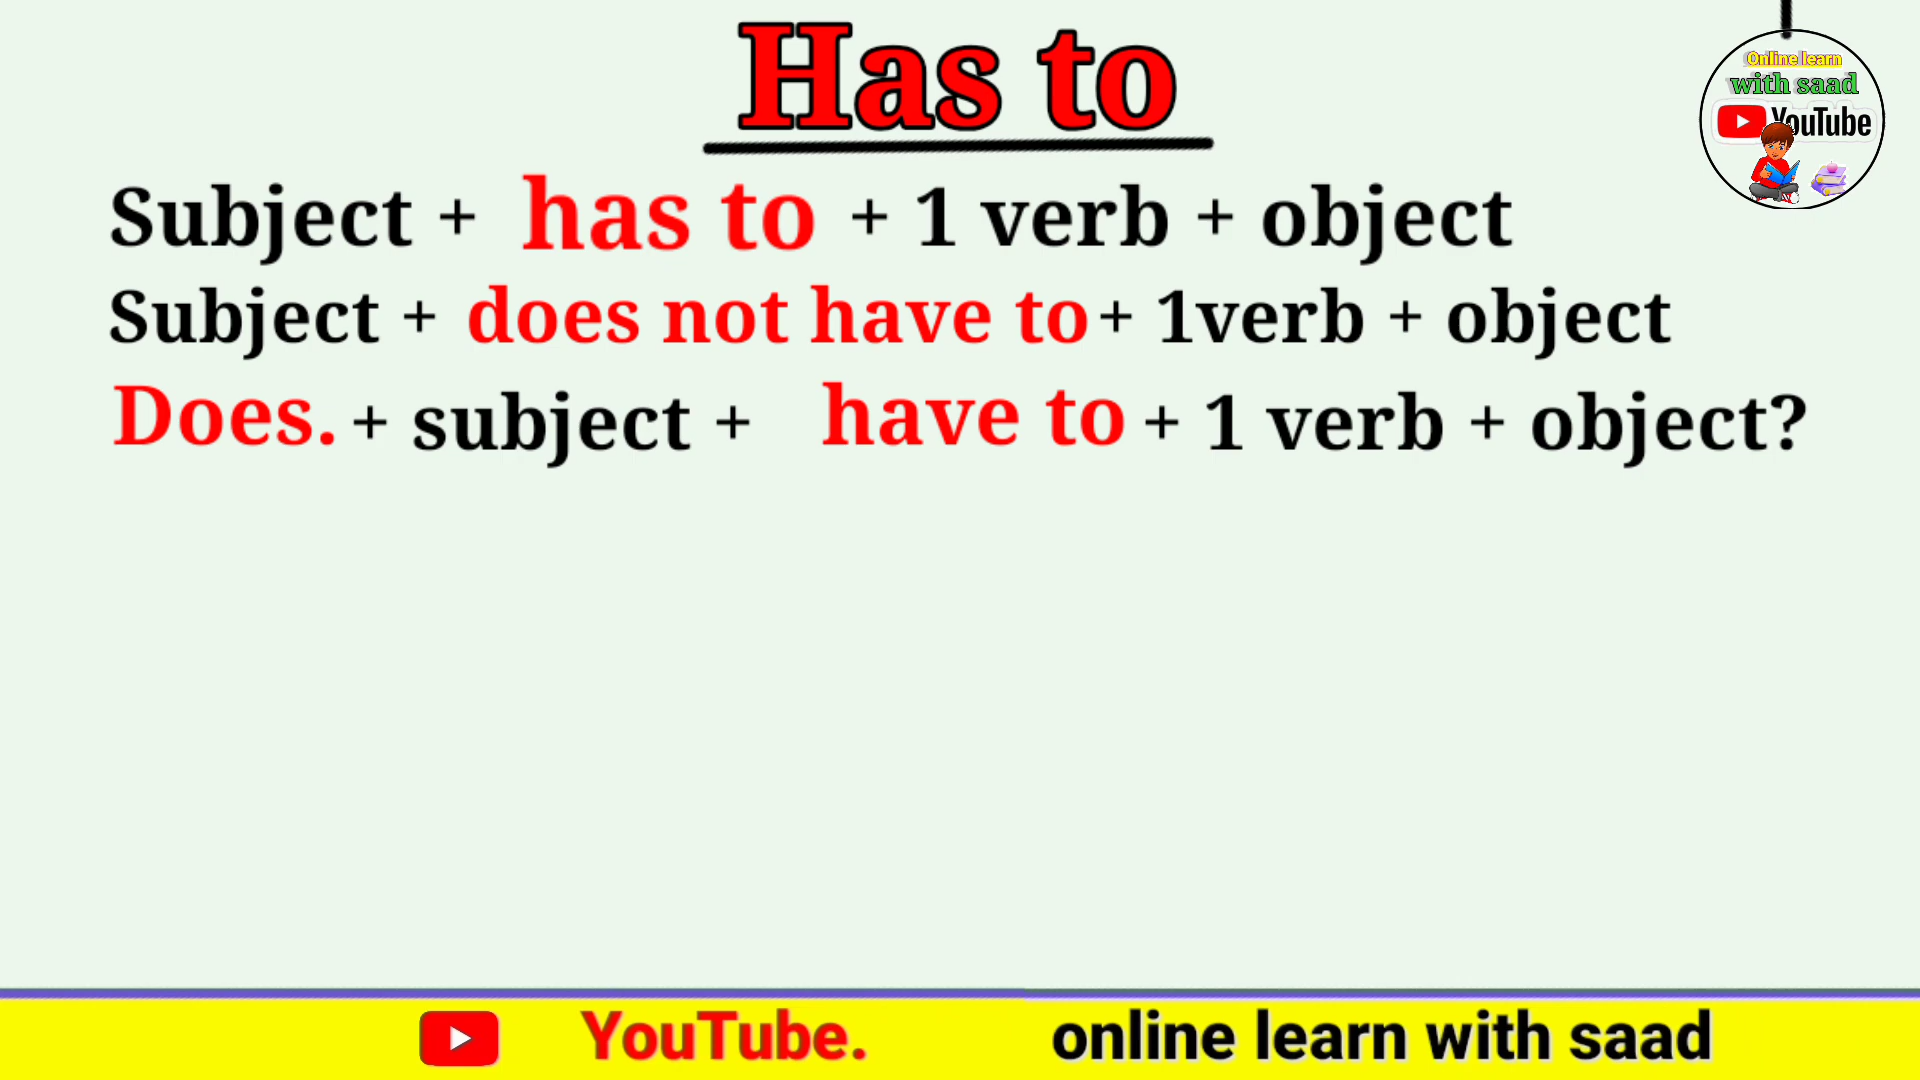 Has to
Online learn
with saad
YouTube
Subject + has to + 1 verb + object
Subject + does not have to + 1verb + object
Does. + subject + have to + 1 verb + object?
YouTube. online learn with saad